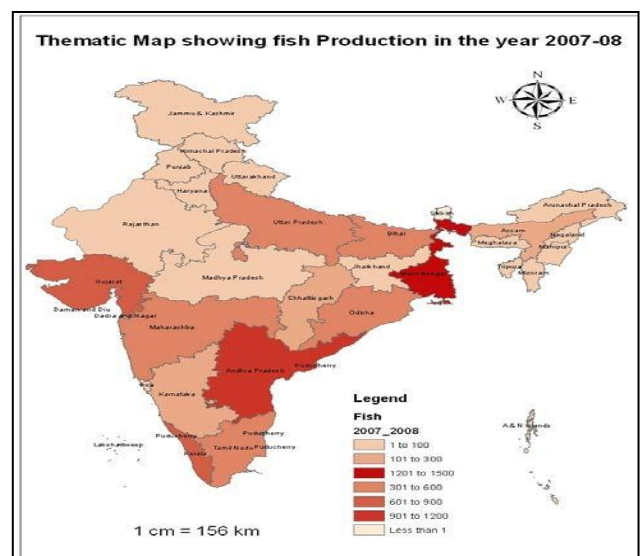 Thematic Map showing fish Production in the year 2007-08
N
W E
S
Jammu & Kashmir
Himachal Pradesh
Punjab
Uttarakhand
Haryana
Arunachal Pradesh
Sikkim
Rajasthan
Uttar Pradesh
Assam
Nagaland
Bihar
Meghalaya
Manipur
Tripura
Mizoram
Jharkhand
Madhya Pradesh
West Bengal
Gujarat
Chhattisgarh
Daman and Diu
Dadra and Nagar
Odisha
Maharashtra
Andhra Pradesh
Puducherry
Goa
Karnataka
Legend
Fish
2007_2008
1 to 100
101 to 300
1201 to 1500
301 to 600
601 to 900
901 to 1200
Less than 1
A & N Islands
Puducherry
Puducherry
Lakshadweep
Kerala
Tamil Nadu
Puducherry
1 cm = 156 km